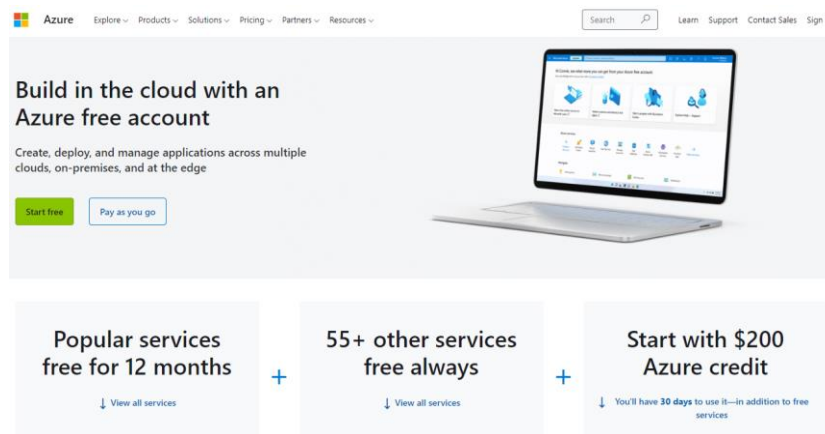 Azure Explore Products Solutions Pricing Partners Resources Search Learn Support Contact Sales Sign
Build in the cloud with an
Azure free account
Create, deploy, and manage applications across multiple
clouds, on-premises, and at the edge
Start free Pay as you go
Popular services
free for 12 months
↓ View all services
+
55+ other services
free always
↓ View all services
+
Start with $200
Azure credit
↓ You'll have 30 days to use it—in addition to free
services